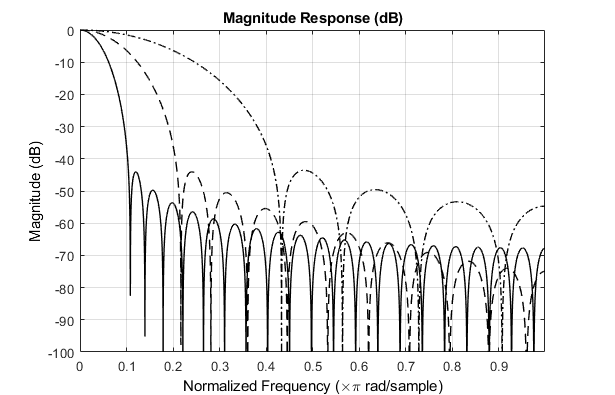 Magnitude Response (dB)
0
-10
-20
-30
-40
-50
-60
-70
-80
-90
-100
Magnitude (dB)
0 0.1 0.2 0.3 0.4 0.5 0.6 0.7 0.8 0.9
Normalized Frequency (×π rad/sample)